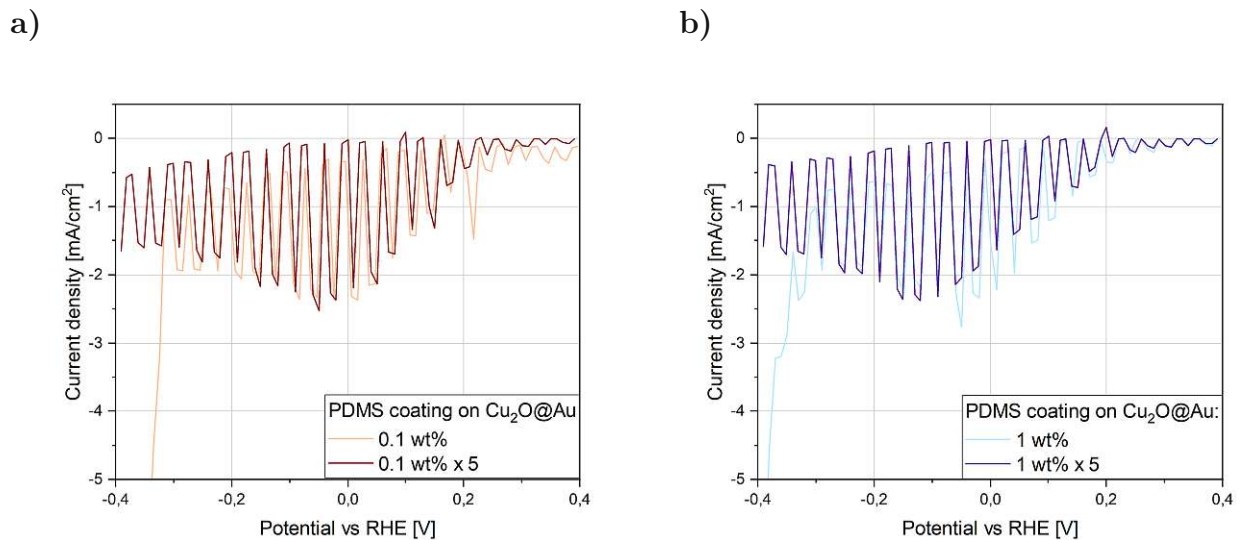 a)
b)
0
-1
-2
-3
-4
-5
-0,4
-0,2
0,0
0,2
0,4
Current density [mA/cm²]
Potential vs RHE [V]
PDMS coating on Cu₂O@Au
0.1 wt%
0.1 wt% x 5
0
-1
-2
-3
-4
-5
-0,4
-0,2
0,0
0,2
0,4
Current density [mA/cm²]
Potential vs RHE [V]
PDMS coating on Cu₂O@Au:
1 wt%
1 wt% x 5